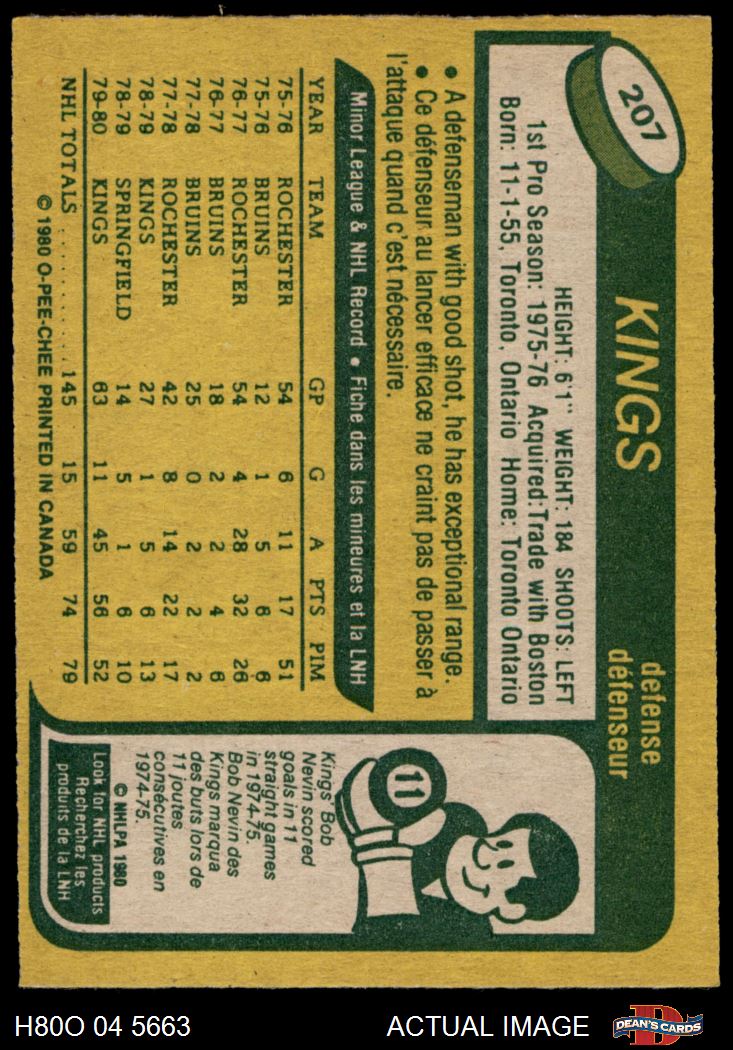 207
KINGS
defense
défenseur
HEIGHT: 6'1" WEIGHT: 184 SHOOTS: LEFT
1st Pro Season: 1975-76 Acquired: Trade with Boston
Born: 11-1-55, Toronto, Ontario Home: Toronto Ontario
• A defenseman with good shot, he has exceptional range.
• Ce défenseur au lancer efficace ne craint pas de passer à
l'attaque quand c'est nécessaire.
Minor League & NHL Record • Fiche dans les mineures et la LNH
YEAR TEAM GP G A PTS PIM
75-76 ROCHESTER 54 6 11 17 51
75-76 BRUINS 12 1 5 6 6
76-77 ROCHESTER 54 4 28 32 26
76-77 BRUINS 18 2 2 4 6
77-78 BRUINS 25 0 2 2 2
77-78 ROCHESTER 42 8 14 22 17
78-79 KINGS 27 1 5 6 13
78-79 SPRINGFIELD 14 5 1 6 10
79-80 KINGS 63 11 45 56 52
NHL TOTALS .......... 145 15 59 74 79
© 1980 O-PEE-CHEE PRINTED IN CANADA
11
Kings' Bob
Nevin scored
goals in 11
straight games
in 1974-75.
Bob Nevin des
Kings marqua
des buts lors de
11 joutes
consécutives en
1974-75.
© NHLPA 1980
Look for NHL products
Recherchez les
produits de la LNH
H80O 04 5663
ACTUAL IMAGE
D
DEAN'S CARDS